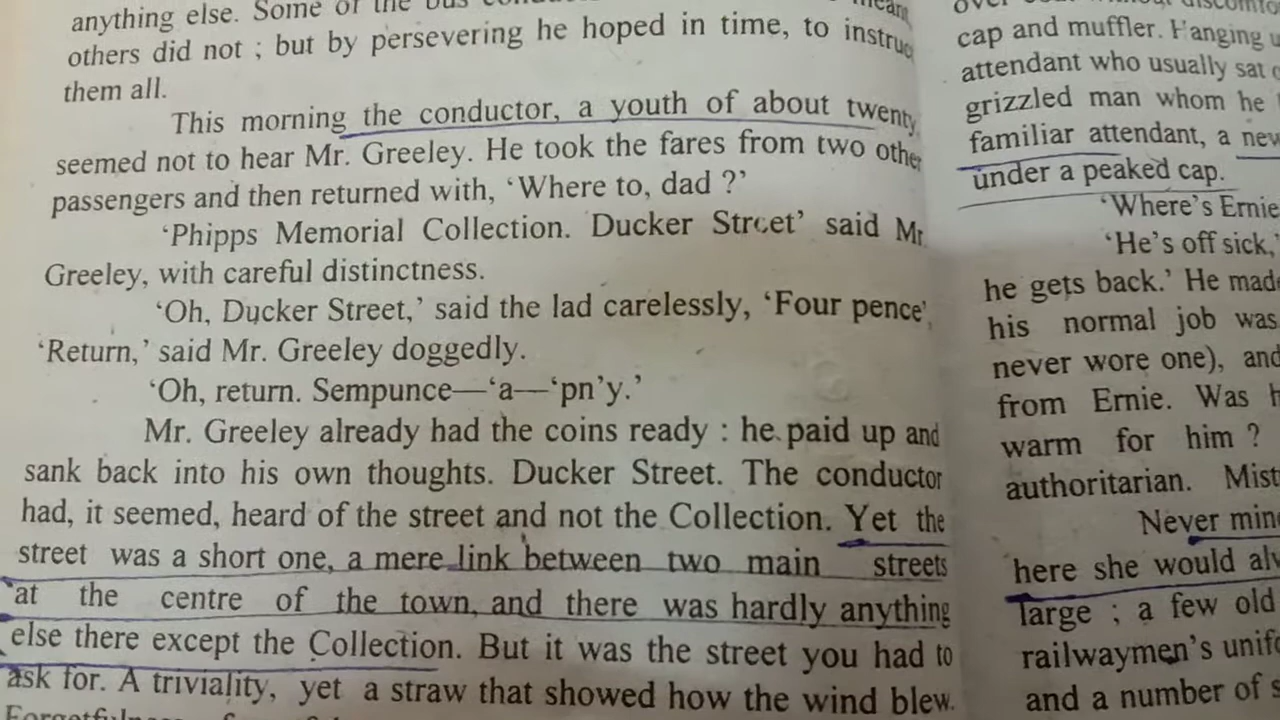 anything else. Some of the bus
others did not ; but by persevering he hoped in time, to instruc
them all.
This morning the conductor, a youth of about twenty
seemed not to hear Mr. Greeley. He took the fares from two other
passengers and then returned with, ‘Where to, dad ?’
‘Phipps Memorial Collection. Ducker Street’ said Mr
Greeley, with careful distinctness.
‘Oh, Ducker Street,’ said the lad carelessly, ‘Four pence’,
‘Return,’ said Mr. Greeley doggedly.
‘Oh, return. Sempunce—‘a—‘pn’y.’
Mr. Greeley already had the coins ready : he paid up and
sank back into his own thoughts. Ducker Street. The conductor
had, it seemed, heard of the street and not the Collection. Yet the
street was a short one, a mere link between two main streets
at the centre of the town, and there was hardly anything
else there except the Collection. But it was the street you had to
ask for. A triviality, yet a straw that showed how the wind blew.
cap and muffler. Hanging u
attendant who usually sat
grizzled man whom he
familiar attendant, a new
under a peaked cap.
‘Where's Ernie
‘He's off sick,’
he gets back.’ He made
his normal job was
never wore one), and
from Ernie. Was h
warm for him ?
authoritarian. Mist
Never mind
here she would alw
large ; a few old
railwaymen's unifo
and a number of s